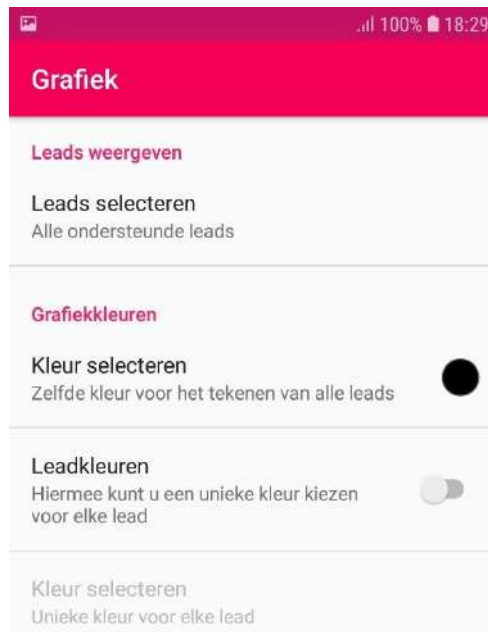 100% 18:29
Grafiek
Leads weergeven
Leads selecteren
Alle ondersteunde leads
Grafiekkleuren
Kleur selecteren
Zelfde kleur voor het tekenen van alle leads
Leadkleuren
Hiermee kunt u een unieke kleur kiezen
voor elke lead
Kleur selecteren
Unieke kleur voor elke lead